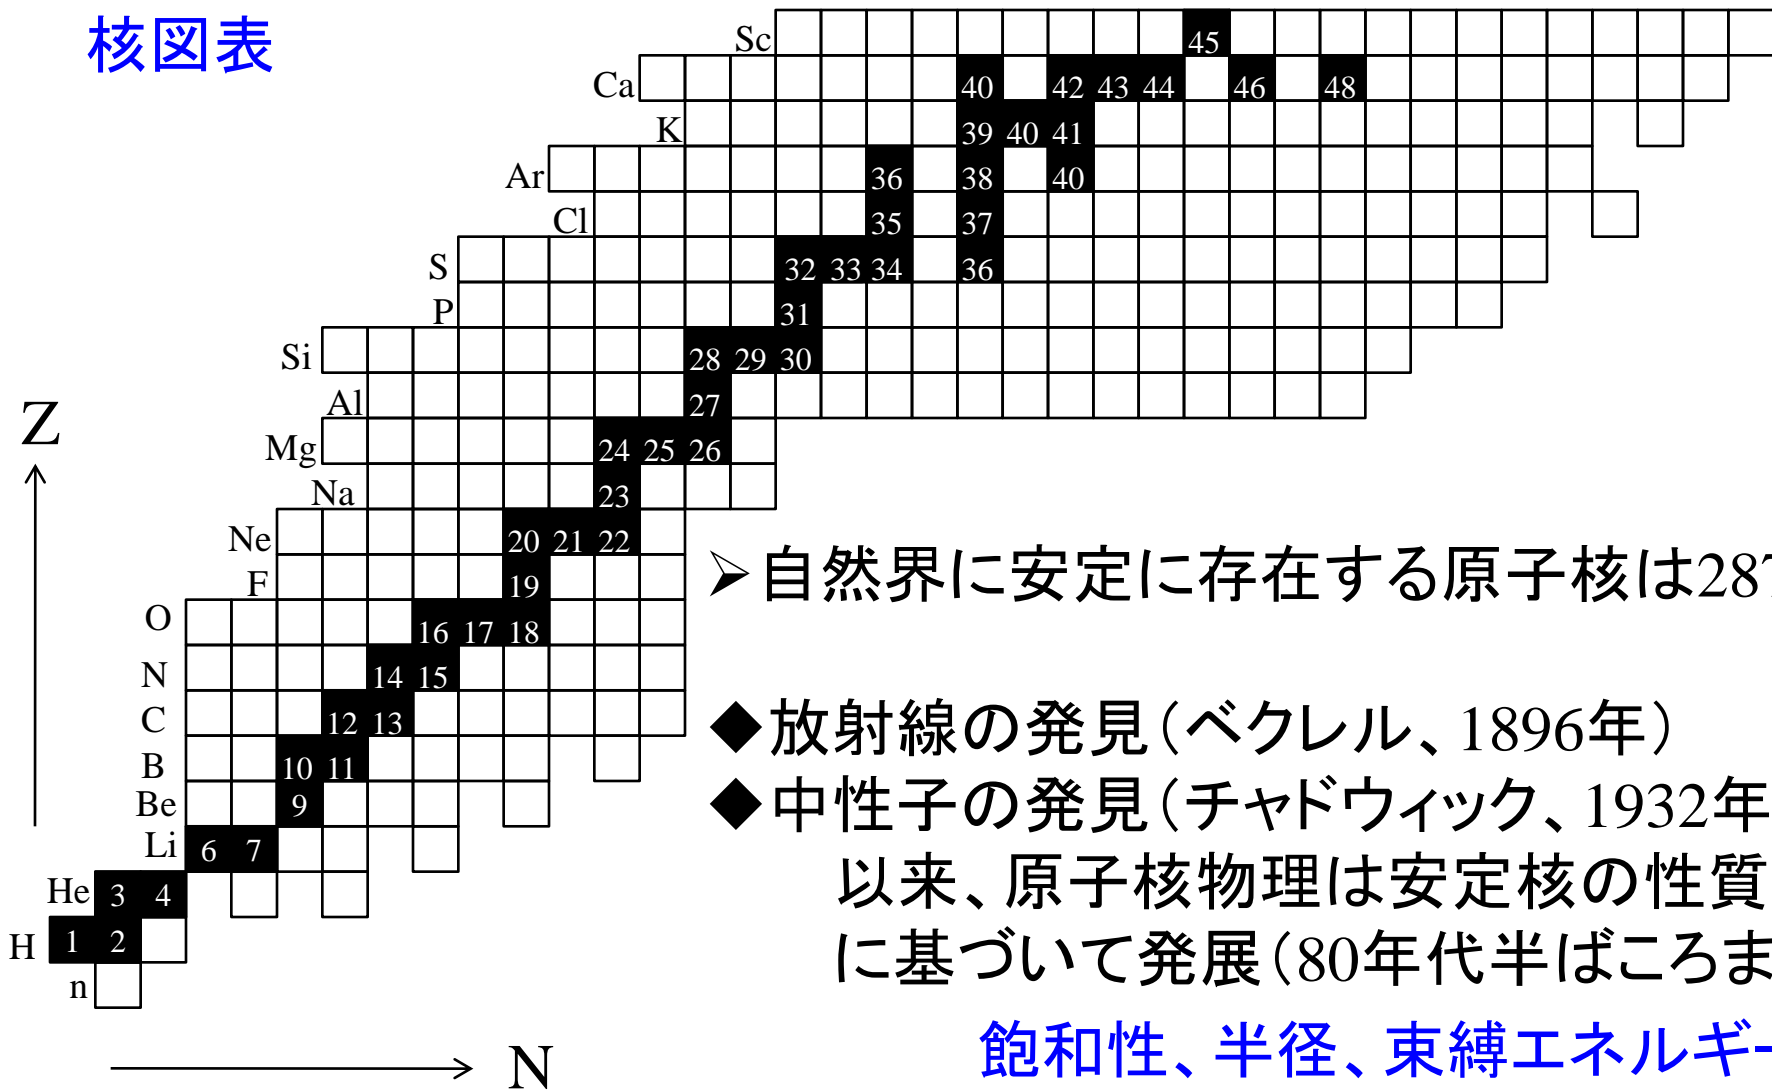 核図表
Sc 45
Ca 40 42 43 44 46 48
K 39 40 41
Ar 36 38 40
Cl 35 37
S 32 33 34 36
P 31
Si 28 29 30
Al 27
Mg 24 25 26
Na 23
Ne 20 21 22
F 19
O 16 17 18
N 14 15
C 12 13
B 10 11
Be 9
Li 6 7
He 3 4
H 1 2
n
Z
N
➢自然界に安定に存在する原子核は287
◆放射線の発見(ベクレル、1896年)
◆中性子の発見(チャドウィック、1932年
以来、原子核物理は安定核の性質
に基づいて発展(80年代半ばころま
飽和性、半径、束縛エネルギー